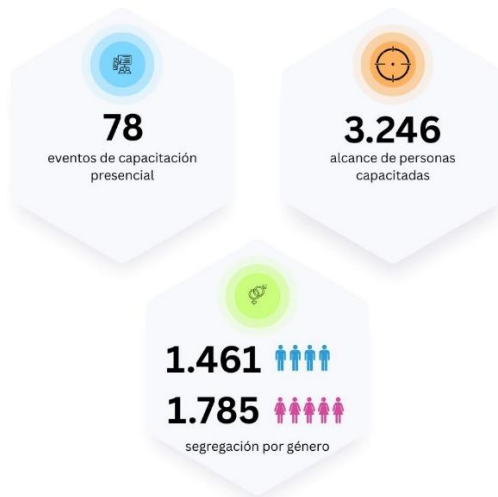 78
eventos de capacitación
presencial
3.246
alcance de personas
capacitadas
1.461
1.785
segregación por género